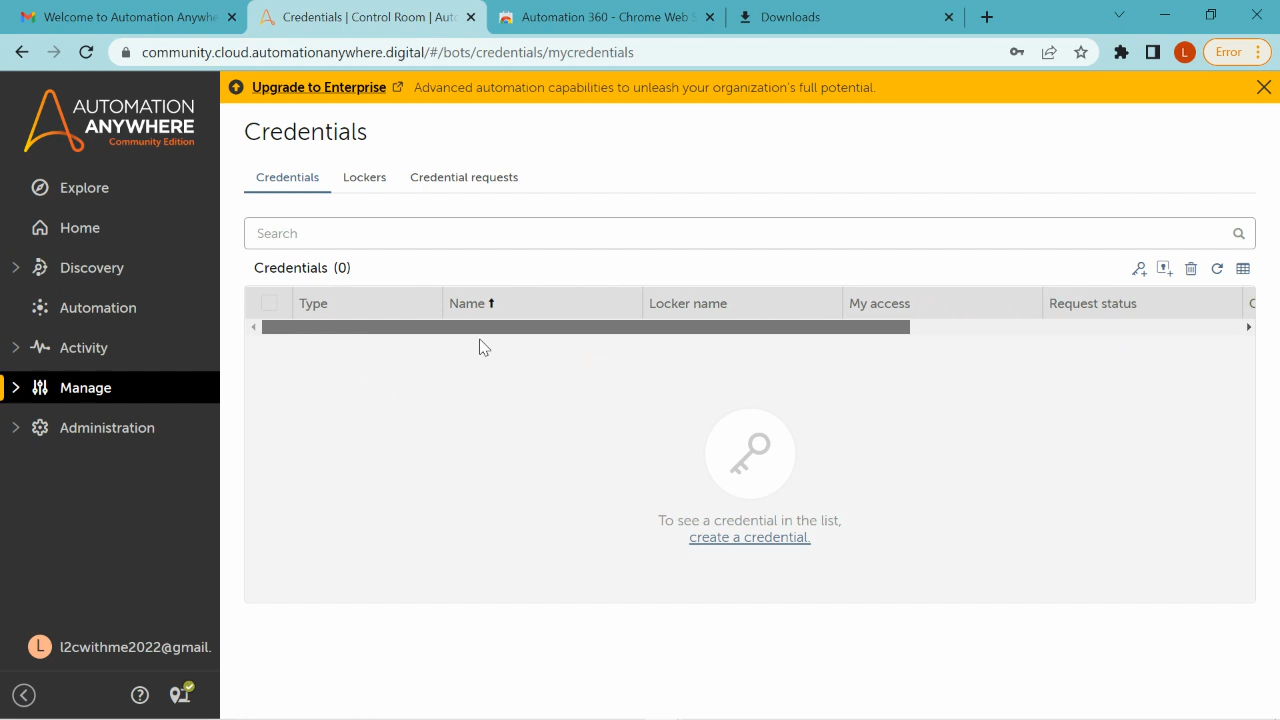 Welcome to Automation Anywhe
Credentials | Control Room | Auto
Automation 360 - Chrome Web S
Downloads
community.cloud.automationanywhere.digital/#/bots/credentials/mycredentials
L
Error
AUTOMATION
ANYWHERE
Community Edition
Explore
Home
Discovery
Automation
Activity
Manage
Administration
L
l2cwithme2022@gmail.
Upgrade to Enterprise
Advanced automation capabilities to unleash your organization's full potential.
Credentials
Credentials
Lockers
Credential requests
Search
Credentials (0)
Type
Name
Locker name
My access
Request status
To see a credential in the list,
create a credential.